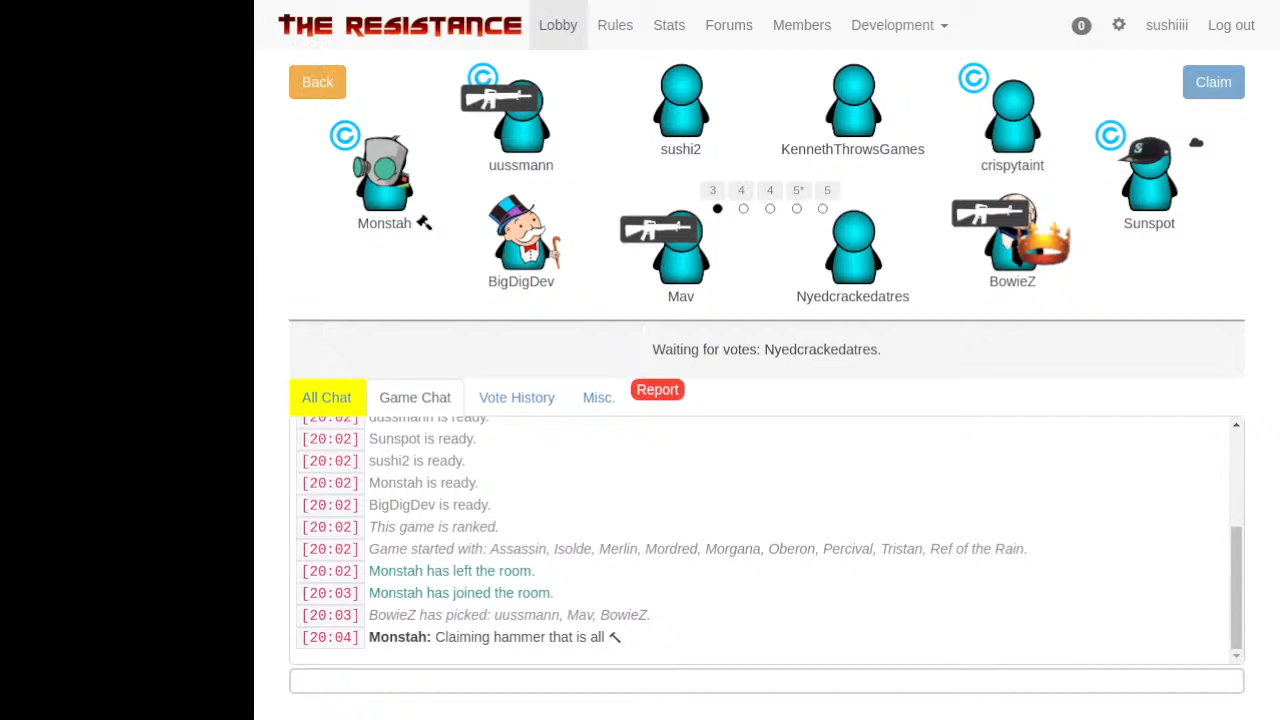 THE RESISTANCE Lobby Rules Stats Forums Members Development 0 sushiiii Log out
Back Claim
© © © ©
uussmann sushi2 KennethThrowsGames crispytaint
Monstah Sunspot
3 4 4 5* 5
BigDigDev Mav Nyedcrackedatres BowieZ
Waiting for votes: Nyedcrackedatres.
All Chat Game Chat Vote History Misc. Report
[20:02] uussmann is ready.
[20:02] Sunspot is ready.
[20:02] sushi2 is ready.
[20:02] Monstah is ready.
[20:02] BigDigDev is ready.
[20:02] This game is ranked.
[20:02] Game started with: Assassin, Isolde, Merlin, Mordred, Morgana, Oberon, Percival, Tristan, Ref of the Rain.
[20:02] Monstah has left the room.
[20:03] Monstah has joined the room.
[20:03] BowieZ has picked: uussmann, Mav, BowieZ.
[20:04] Monstah: Claiming hammer that is all